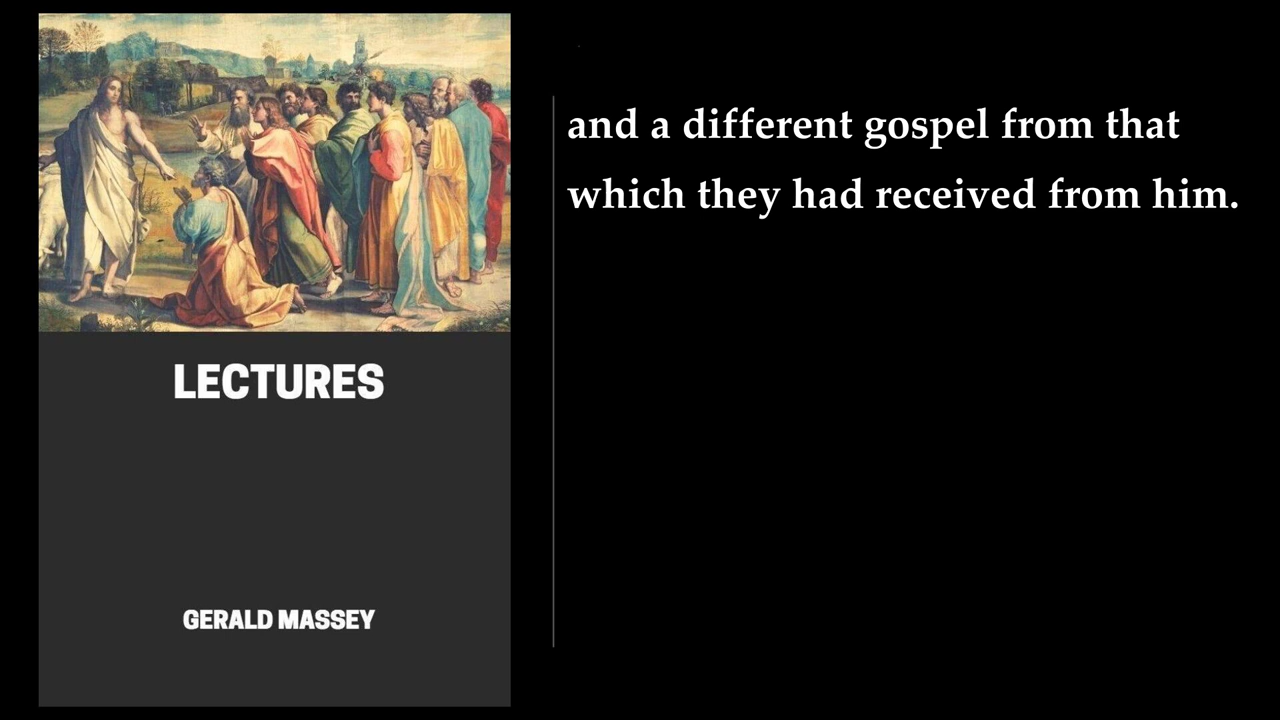 LECTURES
GERALD MASSEY
and a different gospel from that
which they had received from him.